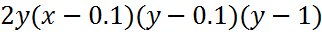 2y(x − 0.1)(y − 0.1)(y − 1)